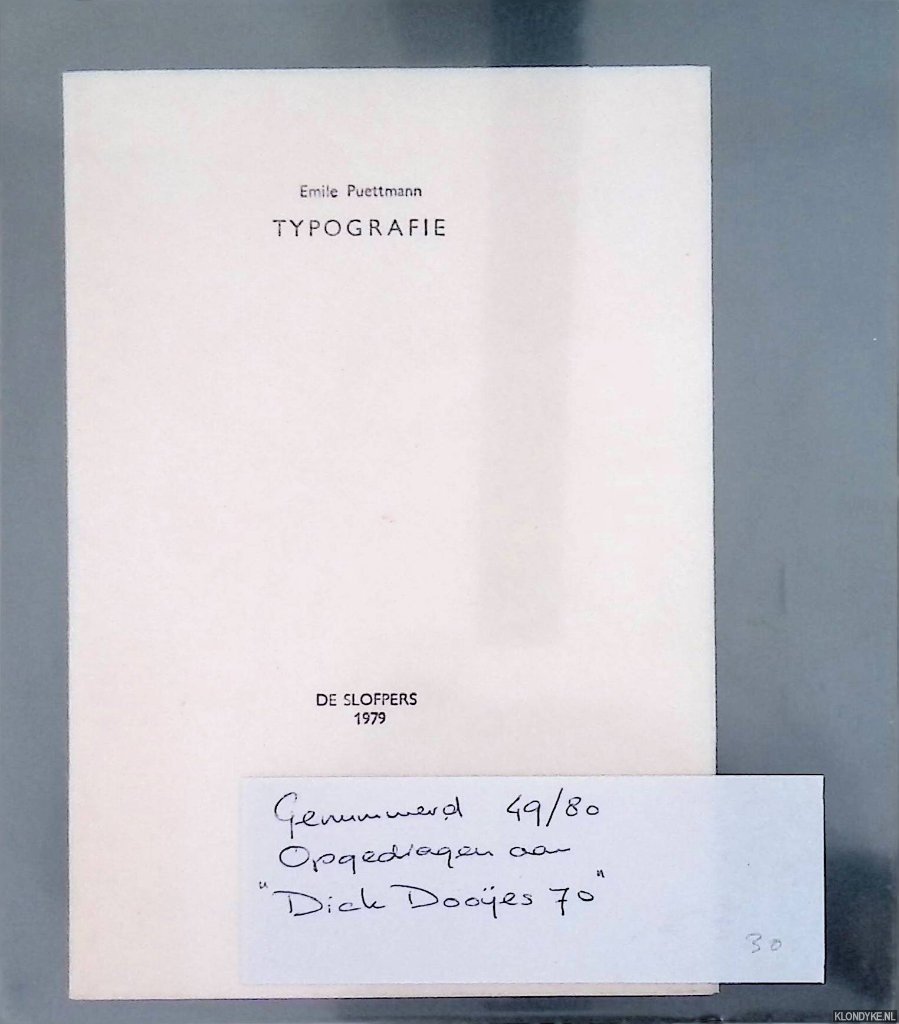 Emile Puettmann
TYPOGRAFIE
DE SLOFPERS
1979
Genummerd 49/80
Opgedragen aan
"Dick Dooijes 70"
30
KLONDYKE.NL